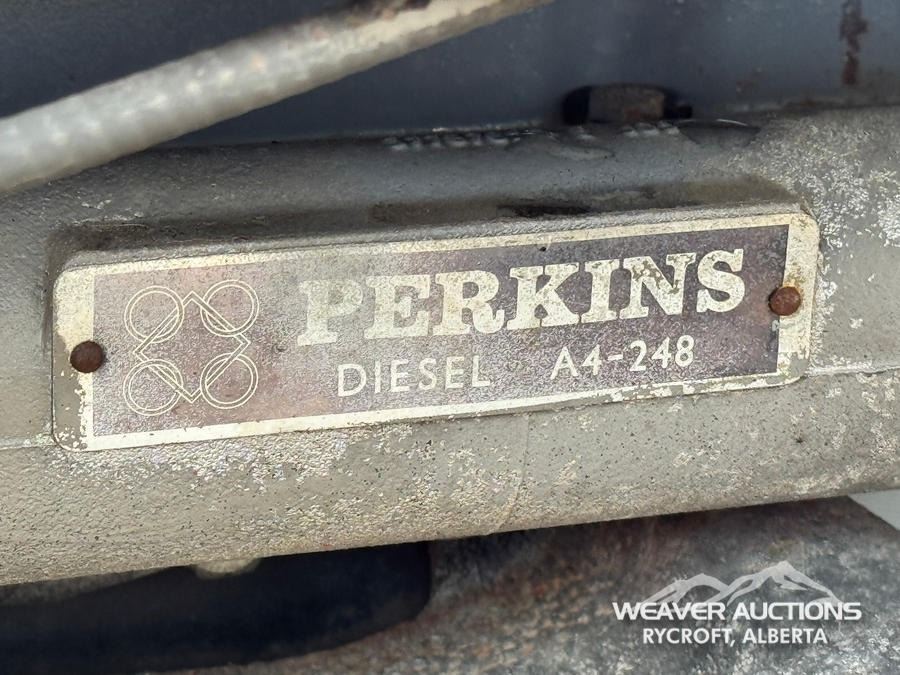 PERKINS
DIESEL A4-248
WEAVER AUCTIONS
RYCROFT, ALBERTA